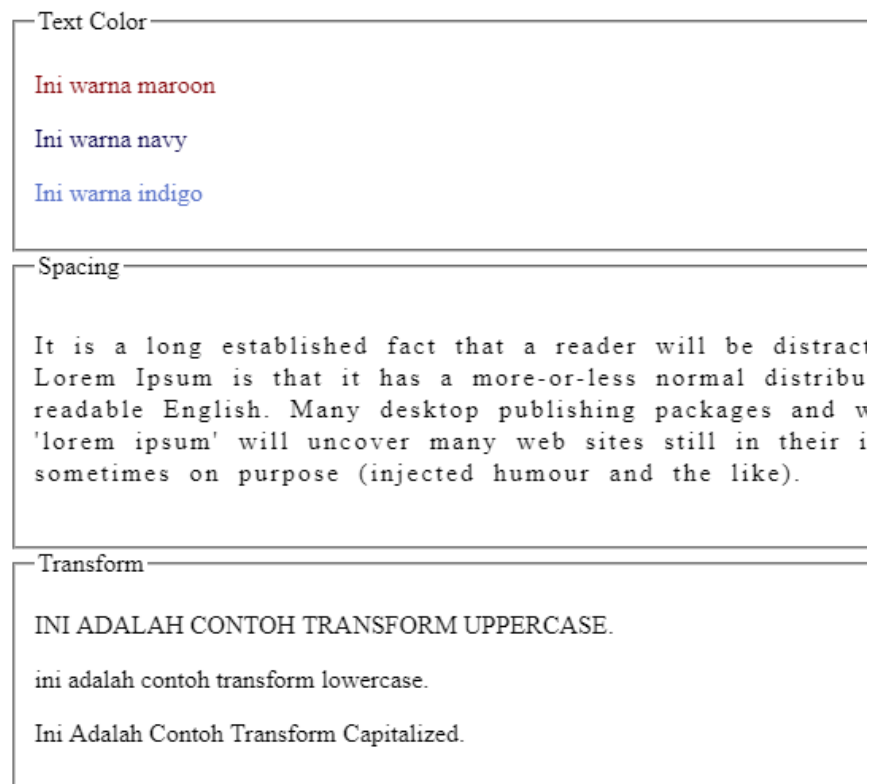 Text Color
Ini warna maroon
Ini warna navy
Ini warna indigo
Spacing
It is a long established fact that a reader will be
Lorem Ipsum is that it has a more-or-less normal
readable English. Many desktop publishing packages and
'lorem ipsum' will uncover many web sites still in their
sometimes on purpose (injected humour and the like).
Transform
INI ADALAH CONTOH TRANSFORM UPPERCASE.
ini adalah contoh transform lowercase.
Ini Adalah Contoh Transform Capitalized.